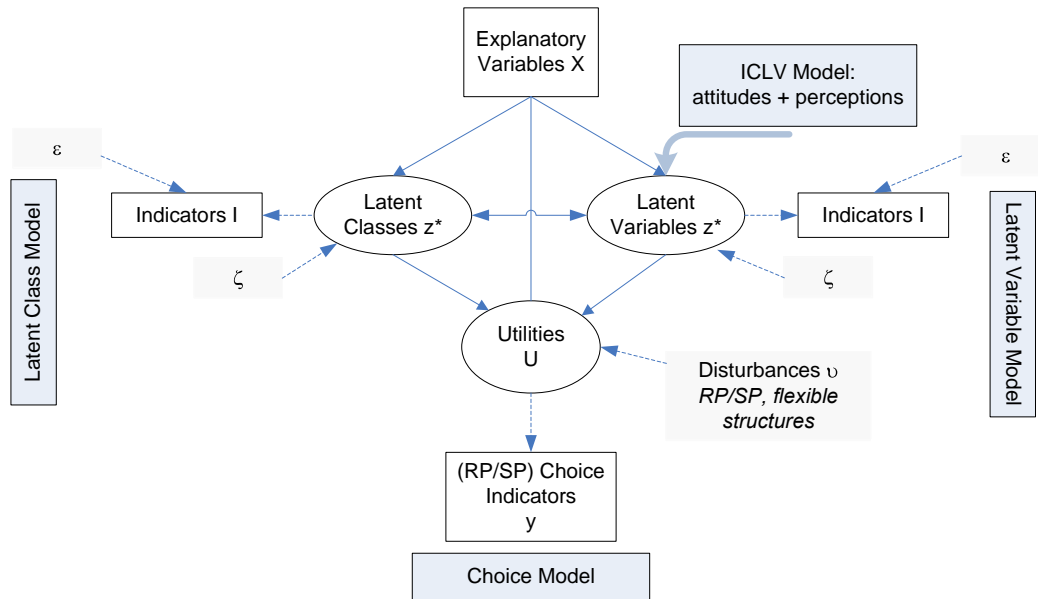 Explanatory
Variables X
ICLV Model:
attitudes + perceptions
ε
ε
Indicators I
Latent
Classes z*
Latent
Variables z*
Indicators I
Latent Class Model
Latent Variable Model
ζ
ζ
Utilities
U
Disturbances υ
RP/SP, flexible
structures
(RP/SP) Choice
Indicators
y
Choice Model